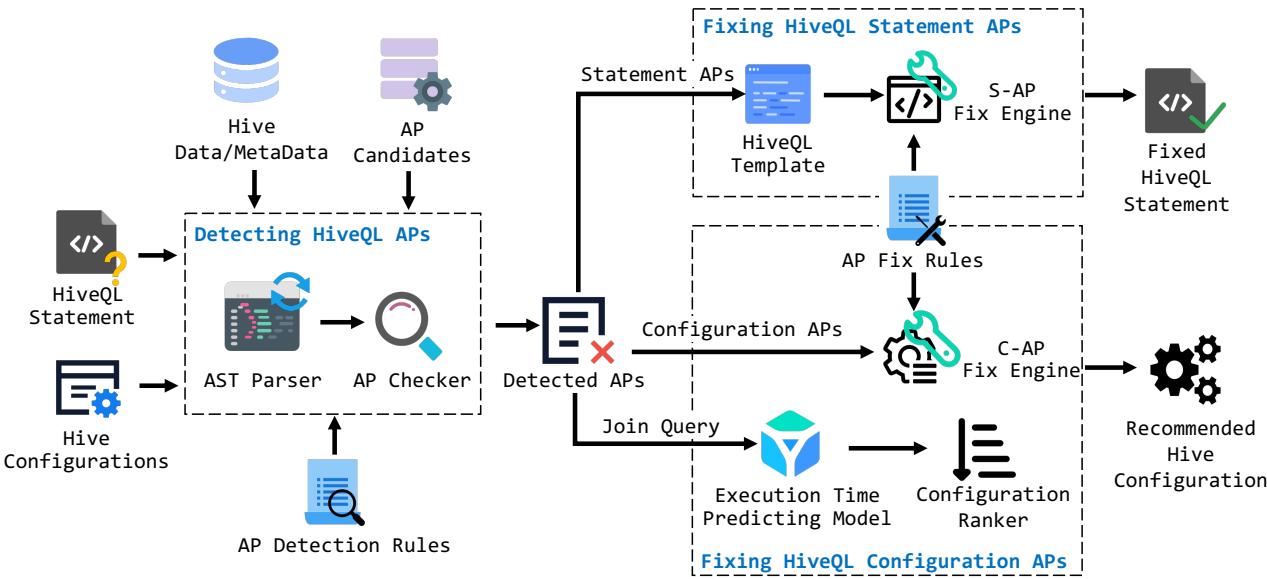 Fixing HiveQL Statement APs
Statement APs
HiveQL
Template
S-AP
Fix Engine
Fixed
HiveQL
Statement
Hive
Data/MetaData
AP
Candidates
Detecting HiveQL APs
HiveQL
Statement
AST Parser
AP Checker
Hive
Configurations
AP Detection Rules
Detected APs
AP Fix Rules
Configuration APs
C-AP
Fix Engine
Join Query
Execution Time
Predicting Model
Configuration
Ranker
Fixing HiveQL Configuration APs
Recommended
Hive
Configuration